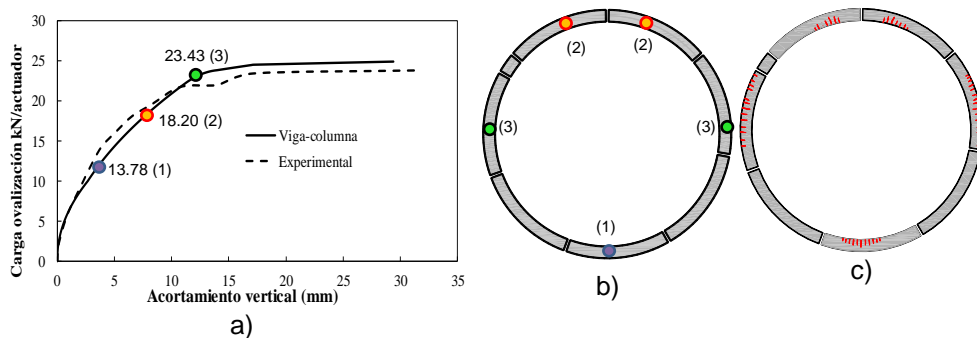 Carga ovalización kN/actuador
30
25
20
15
10
5
0
23.43 (3)
18.20 (2)
13.78 (1)
Viga-columna
Experimental
0 5 10 15 20 25 30 35
Acortamiento vertical (mm)
a)
(2) (2)
(3) (3)
(1)
b)
c)